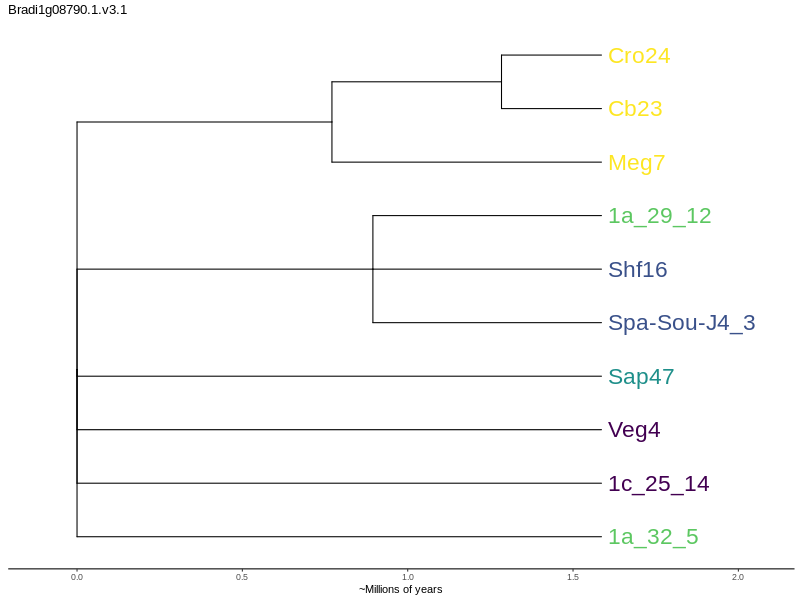 Bradi1g08790.1.v3.1
Cro24
Cb23
Meg7
1a_29_12
Shf16
Spa-Sou-J4_3
Sap47
Veg4
1c_25_14
1a_32_5
0.0 0.5 1.0 1.5 2.0
~Millions of years